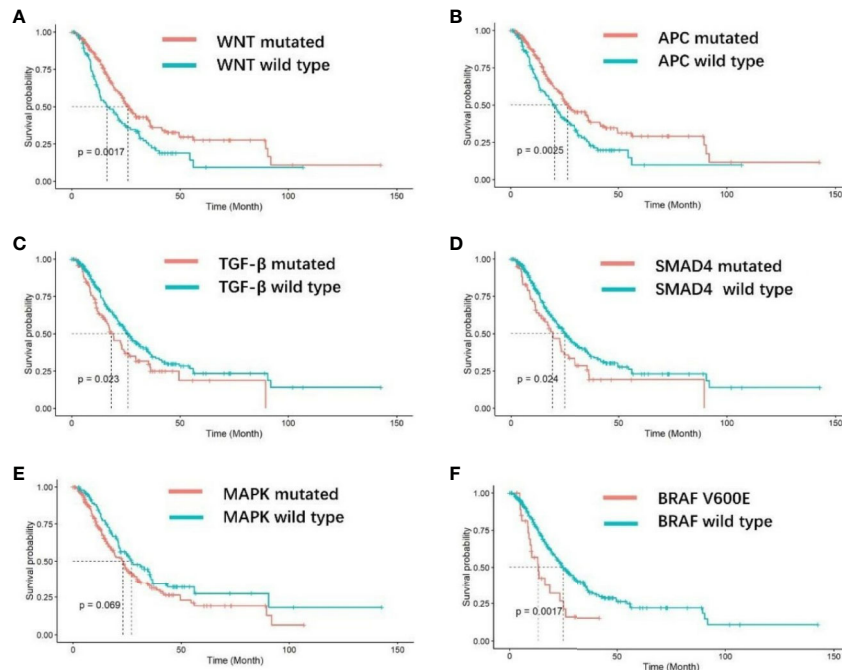 A
WNT mutated
WNT wild type
Survival probability
1.00
0.75
0.50
0.25
0.00
p = 0.0017
0
50
100
150
Time (Month)
B
APC mutated
APC wild type
Survival probability
1.00
0.75
0.50
0.25
0.00
p = 0.0025
0
50
100
150
Time (Month)
C
TGF-β mutated
TGF-β wild type
Survival probability
1.00
0.75
0.50
0.25
0.00
p = 0.023
0
50
100
150
Time (Month)
D
SMAD4 mutated
SMAD4 wild type
Survival probability
1.00
0.75
0.50
0.25
0.00
p = 0.024
0
50
100
150
Time (Month)
E
MAPK mutated
MAPK wild type
Survival probability
1.00
0.75
0.50
0.25
0.00
p = 0.069
0
50
100
150
Time (Month)
F
BRAF V600E
BRAF wild type
Survival probability
1.00
0.75
0.50
0.25
0.00
p = 0.0017
0
50
100
150
Time (Month)